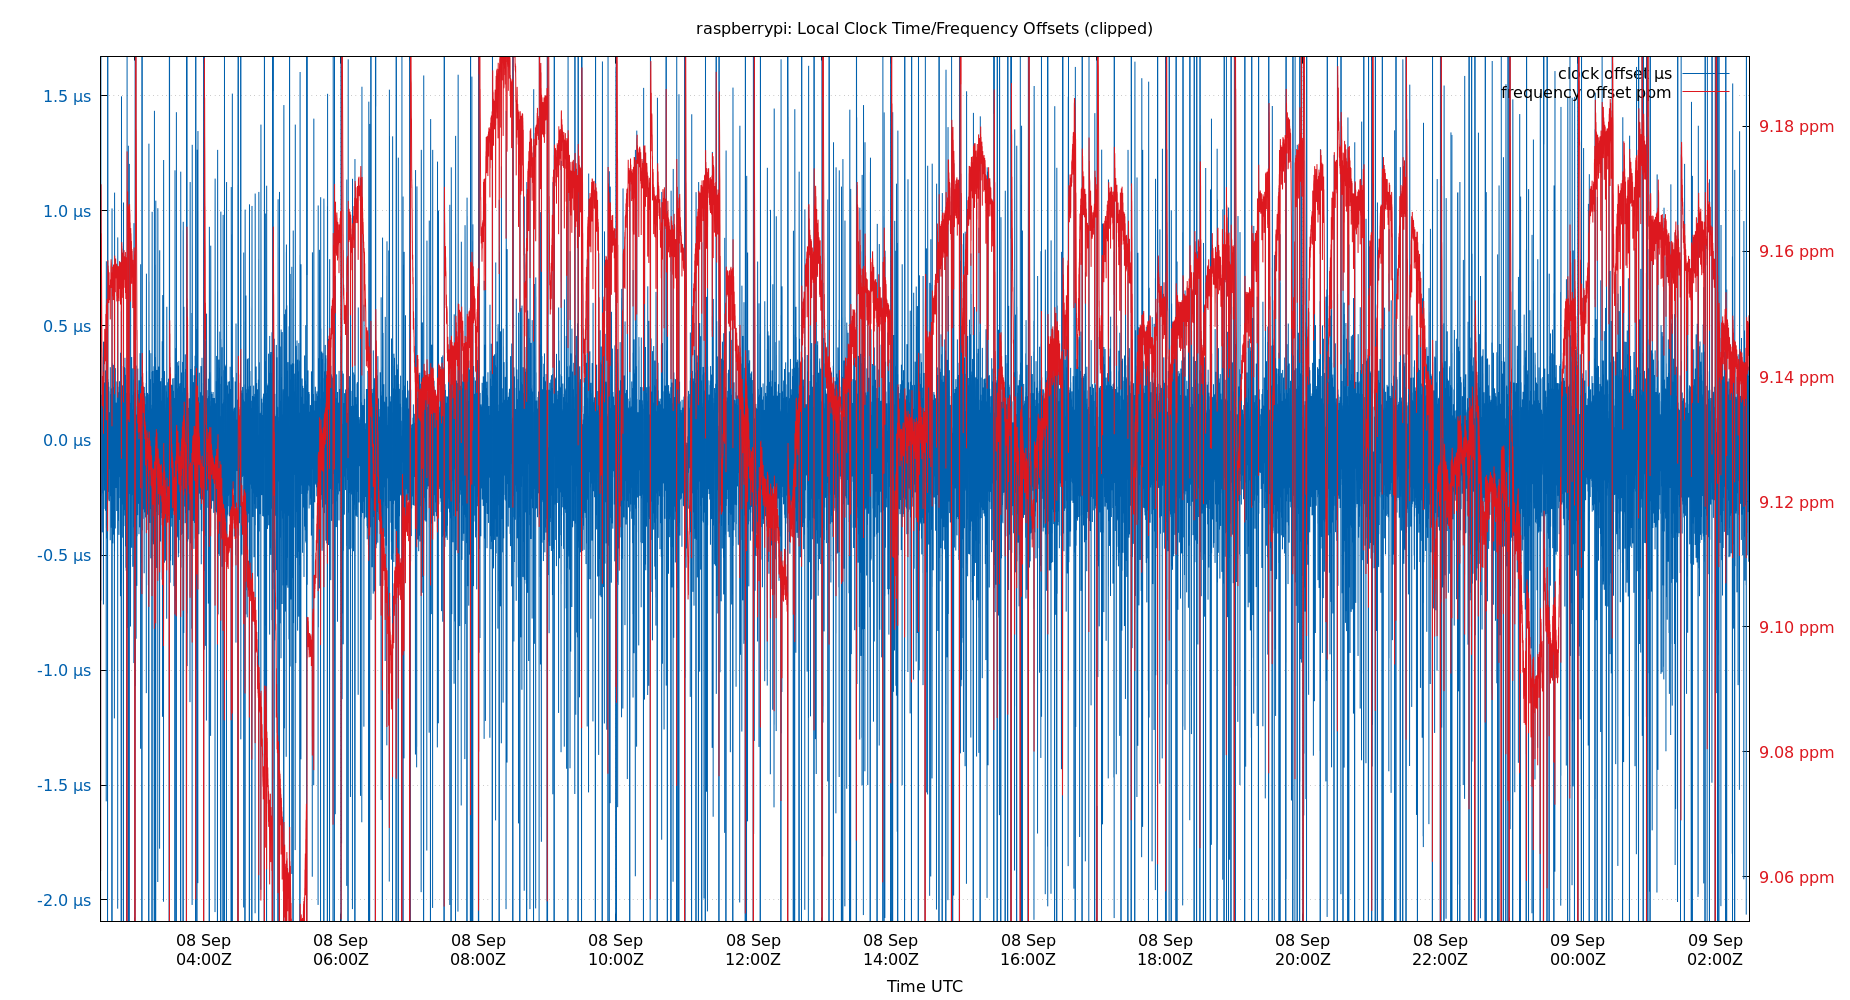 raspberrypi: Local Clock Time/Frequency Offsets (clipped)
clock offset µs
frequency offset ppm
1.5 µs
1.0 µs
0.5 µs
0.0 µs
-0.5 µs
-1.0 µs
-1.5 µs
-2.0 µs
9.18 ppm
9.16 ppm
9.14 ppm
9.12 ppm
9.10 ppm
9.08 ppm
9.06 ppm
08 Sep 08 Sep 08 Sep 08 Sep 08 Sep 08 Sep 08 Sep 08 Sep 08 Sep 08 Sep 09 Sep 09 Sep
04:00Z 06:00Z 08:00Z 10:00Z 12:00Z 14:00Z 16:00Z 18:00Z 20:00Z 22:00Z 00:00Z 02:00Z
Time UTC